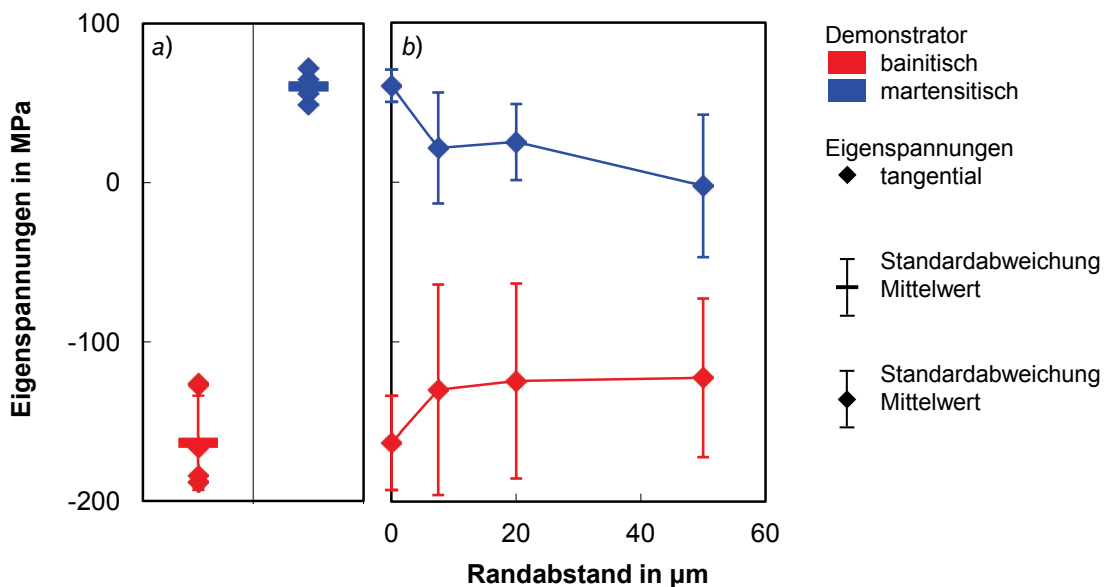 Eigenspannungen in MPa
100
0
-100
-200
a)
b)
0
20
40
60
Randabstand in µm
Demonstrator
bainitisch
martensitisch
Eigenspannungen
tangential
Standardabweichung
Mittelwert
Standardabweichung
Mittelwert